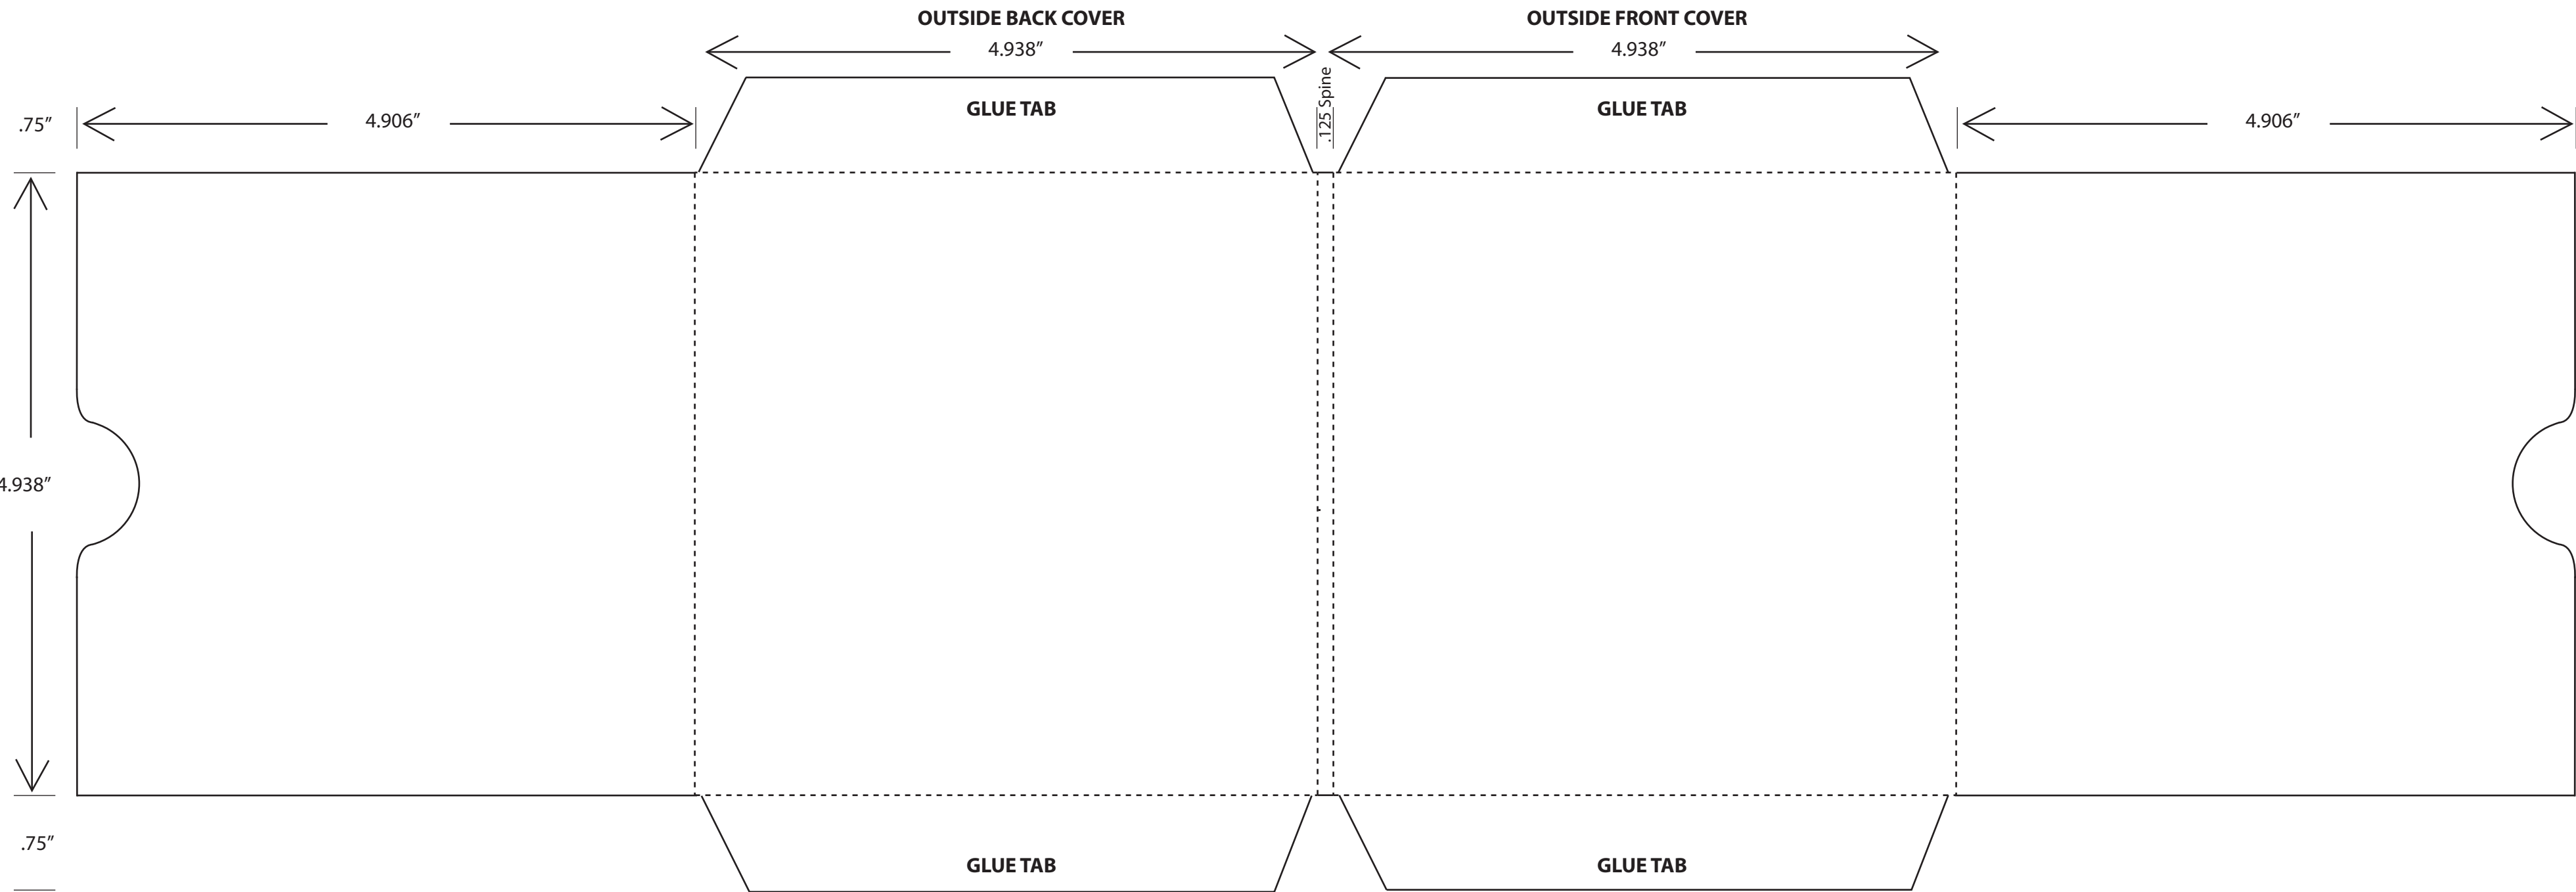 OUTSIDE BACK COVER
OUTSIDE FRONT COVER
4.938”
4.938”
.125 Spine
GLUE TAB
GLUE TAB
.75”
4.906”
4.906”
4.938”
.75”
GLUE TAB
GLUE TAB